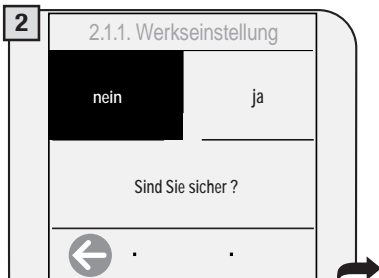 2
2.1.1. Werkseinstellung
nein ja
Sind Sie sicher ?